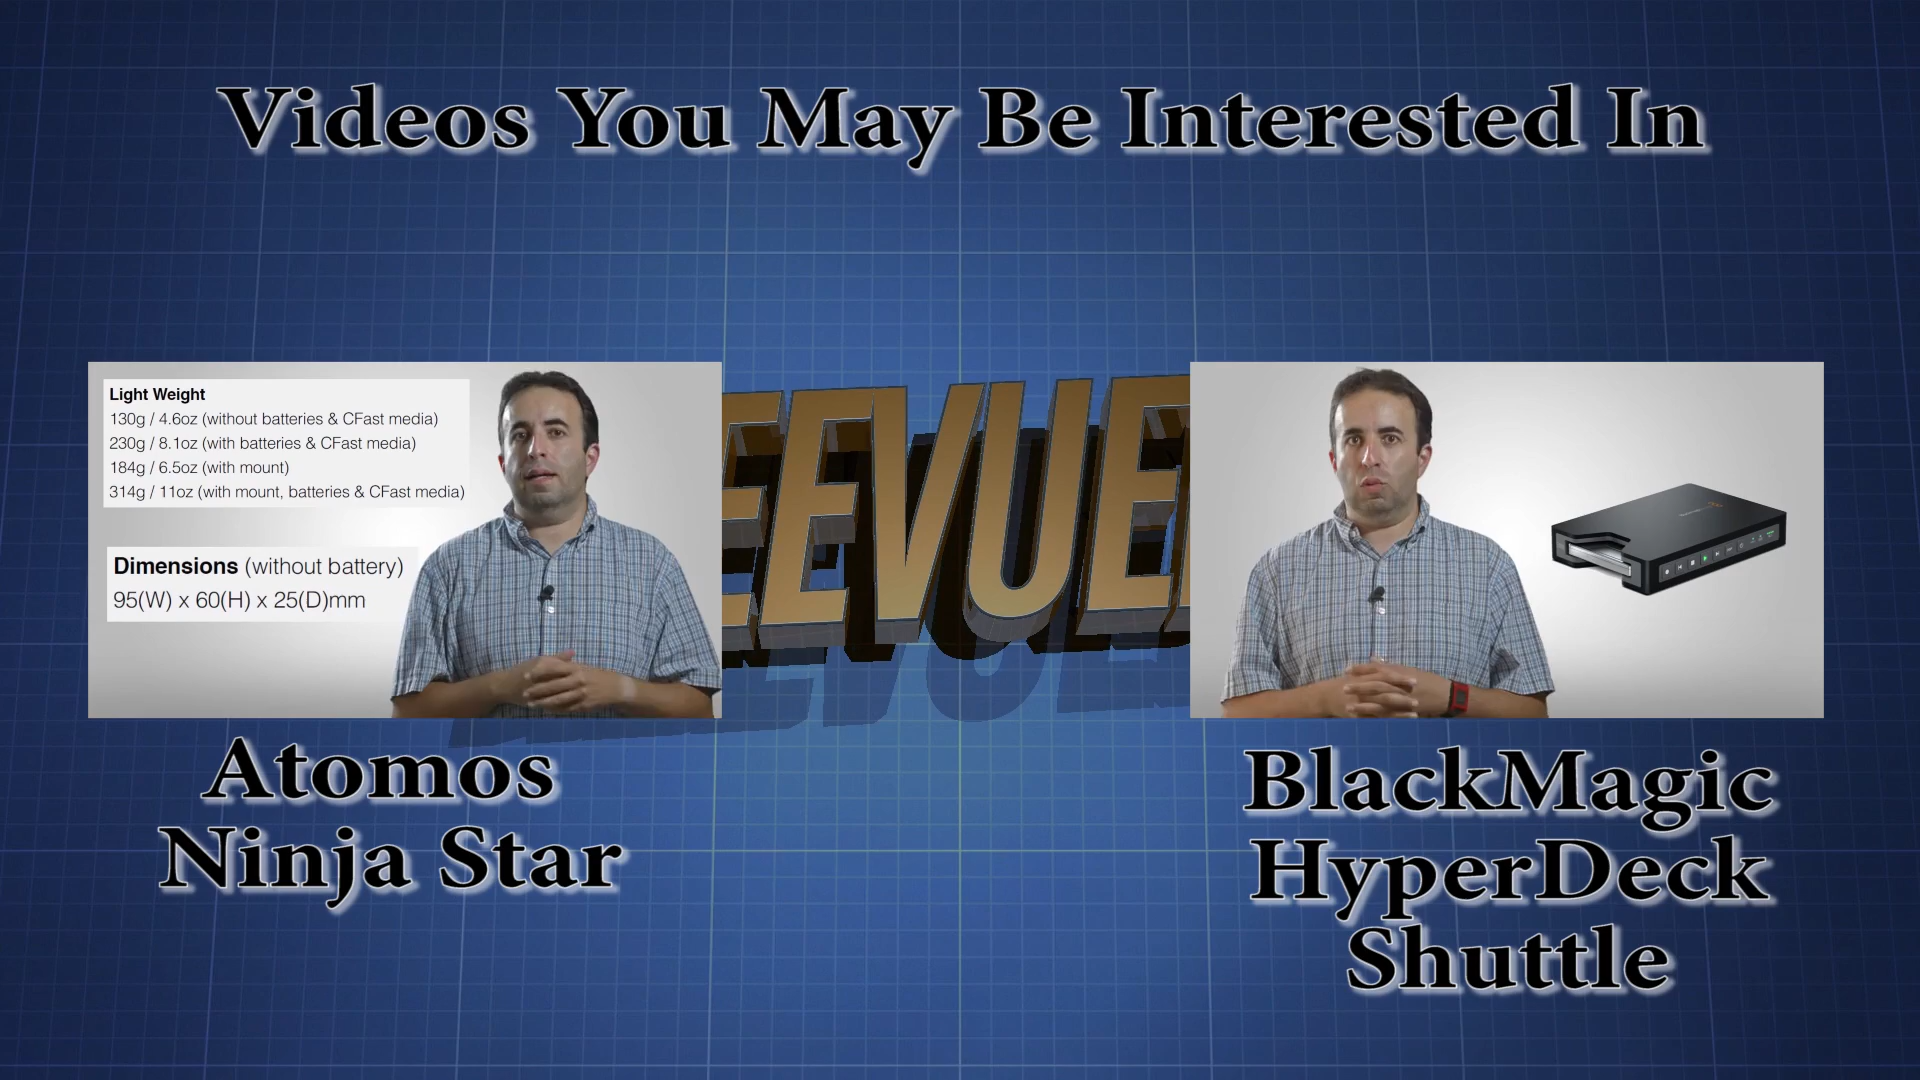 Videos You May Be Interested In
Light Weight
130g / 4.6oz (without batteries & CFast media)
230g / 8.1oz (with batteries & CFast media)
184g / 6.5oz (with mount)
314g / 11oz (with mount, batteries & CFast media)
Dimensions (without battery)
95(W) x 60(H) x 25(D)mm
EEVUE
Atomos
Ninja Star
BlackMagic
HyperDeck
Shuttle